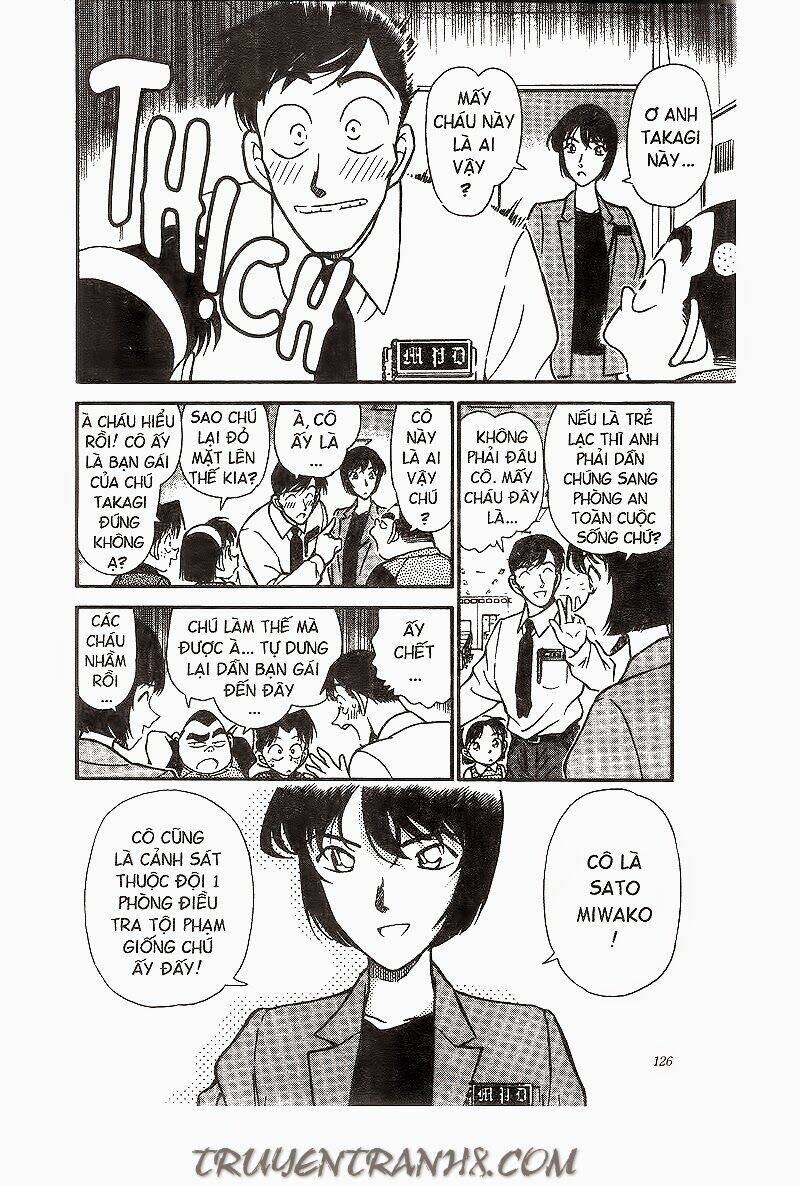 Ơ ANH
TAKAGI
NÀY...
MẤY
CHÁU NÀY
LÀ AI
VẬY
?
THỊCH
MPD
NẾU LÀ TRẺ
LẠC THÌ ANH
PHẢI DẪN
CHÚNG SANG
PHÒNG AN
TOÀN CUỘC
SỐNG CHỨ?
KHÔNG
PHẢI ĐÂU
CÔ. MẤY
CHÁU ĐÂY
LÀ...
CÔ
NÀY LÀ
AI VẬY
CHÚ
?
À, CÔ
ẤY LÀ
...
SAO CHÚ
LẠI ĐỎ
MẶT LÊN
THẾ KIA?
À CHÁU HIỂU
RỒI! CÔ ẤY
LÀ BẠN GÁI
CỦA CHÚ
TAKAGI
ĐÚNG
KHÔNG
Ạ?
ẤY
CHẾT
...
CHÚ LÀM THẾ MÀ
ĐƯỢC À... TỰ DƯNG
LẠI DẪN BẠN GÁI
ĐẾN ĐÂY
...
CÁC
CHÁU
NHẦM
RỒI
...
CÔ LÀ
SATO
MIWAKO
!
CÔ CŨNG
LÀ CẢNH SÁT
THUỘC ĐỘI 1
PHÒNG ĐIỀU
TRA TỘI PHẠM
GIỐNG CHÚ
ẤY ĐẤY!
MPD
126
TRUYENTRANH8.COM